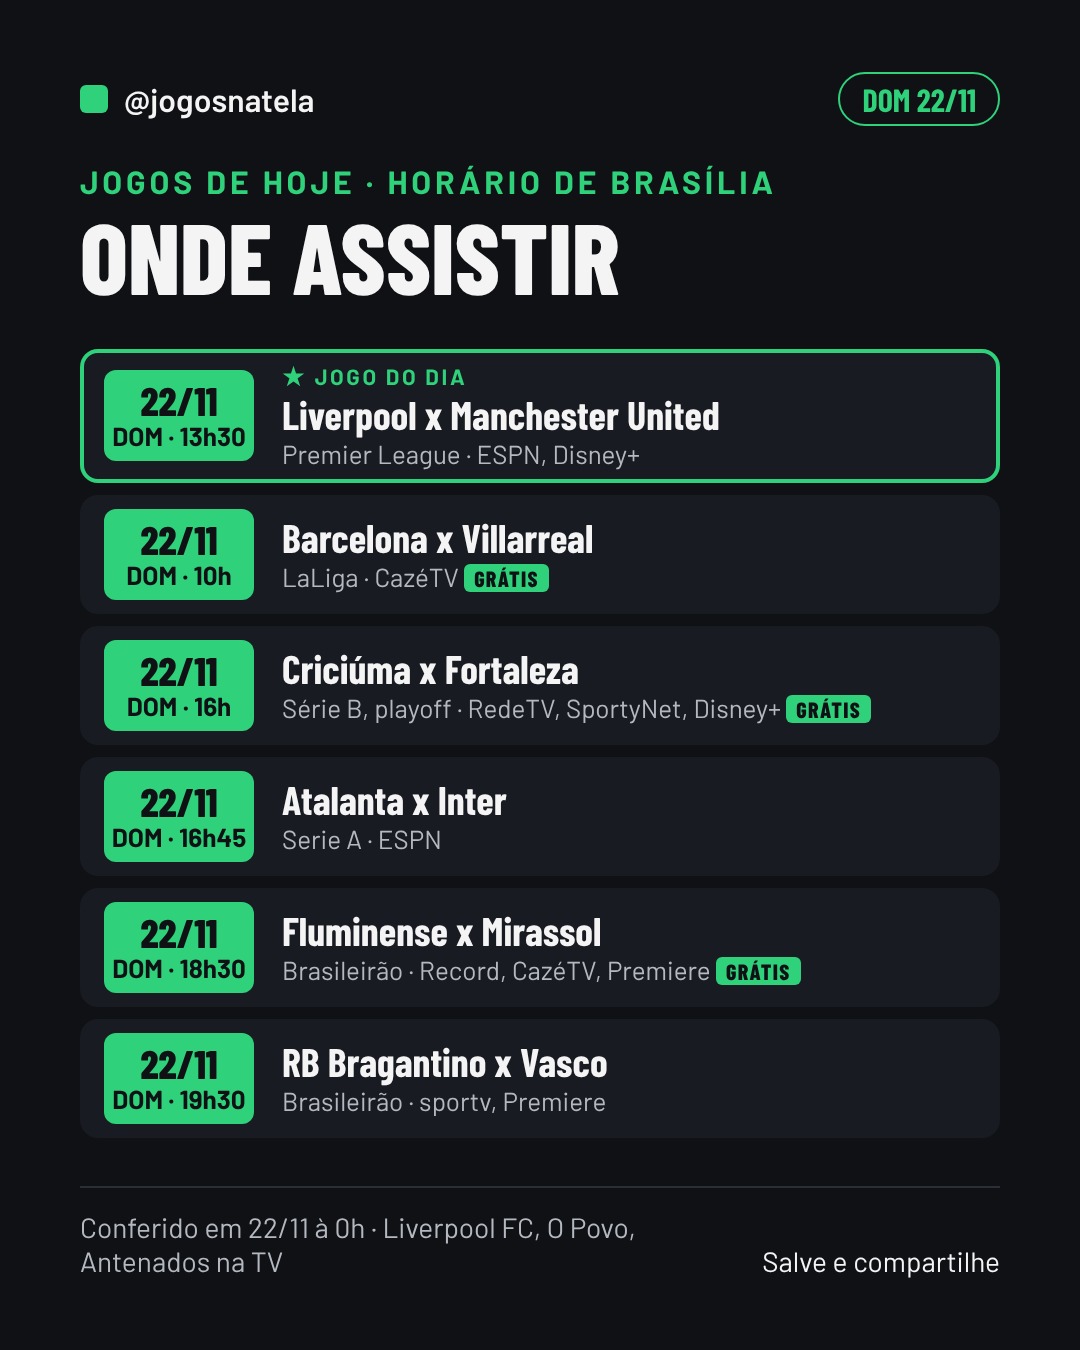 @jogosnatela
DOM 22/11
JOGOS DE HOJE · HORÁRIO DE BRASÍLIA
ONDE ASSISTIR
22/11
DOM · 13h30
★ JOGO DO DIA
Liverpool x Manchester United
Premier League · ESPN, Disney+
22/11
DOM · 10h
Barcelona x Villarreal
LaLiga · CazéTV GRÁTIS
22/11
DOM · 16h
Criciúma x Fortaleza
Série B, playoff · RedeTV, SportyNet, Disney+ GRÁTIS
22/11
DOM · 16h45
Atalanta x Inter
Serie A · ESPN
22/11
DOM · 18h30
Fluminense x Mirassol
Brasileirão · Record, CazéTV, Premiere GRÁTIS
22/11
DOM · 19h30
RB Bragantino x Vasco
Brasileirão · sportv, Premiere
Conferido em 22/11 à 0h · Liverpool FC, O Povo,
Antenados na TV
Salve e compartilhe